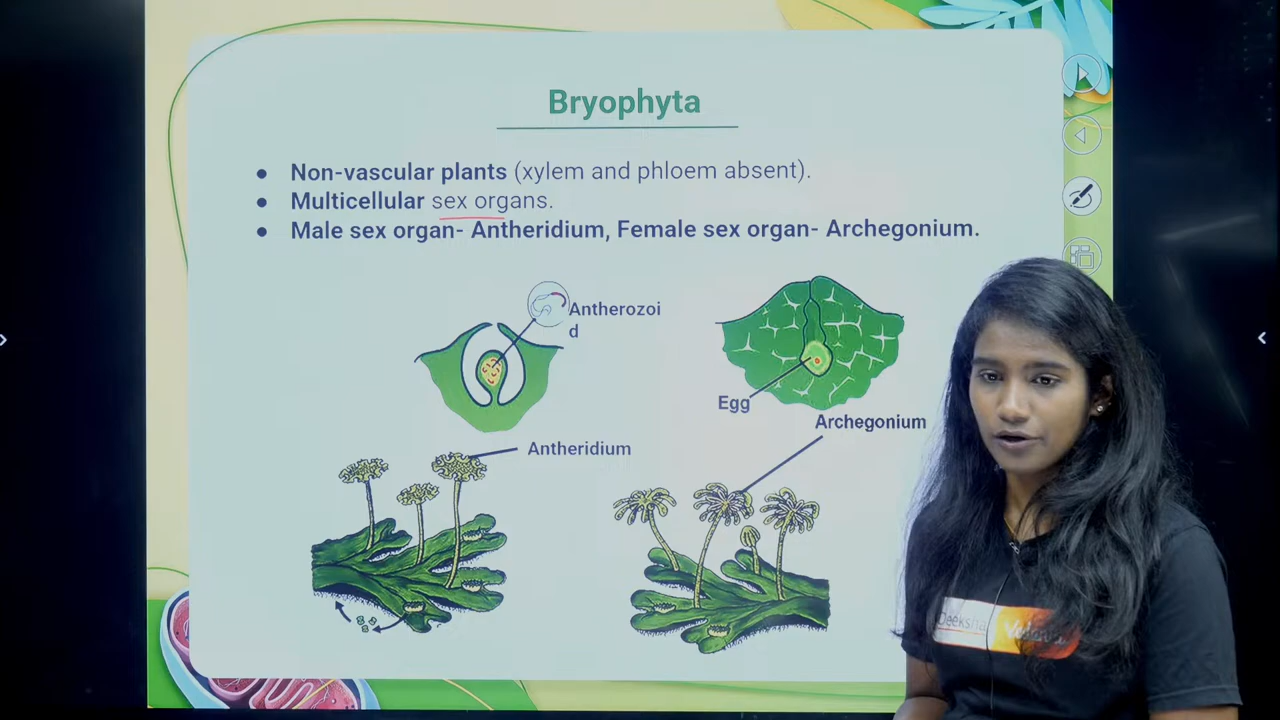 Bryophyta
● Non-vascular plants (xylem and phloem absent).
● Multicellular sex organs.
● Male sex organ- Antheridium, Female sex organ- Archegonium.
Antherozoi
d
Egg
Archegonium
Antheridium
Deeksha